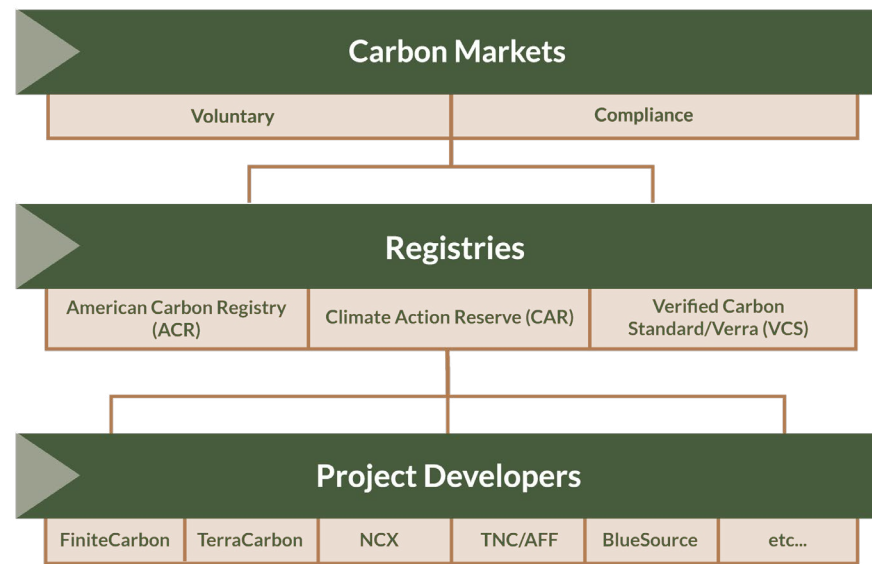 Carbon Markets
Voluntary
Compliance
Registries
American Carbon Registry
(ACR)
Climate Action Reserve (CAR)
Verified Carbon
Standard/Verra (VCS)
Project Developers
FiniteCarbon
TerraCarbon
NCX
TNC/AFF
BlueSource
etc...